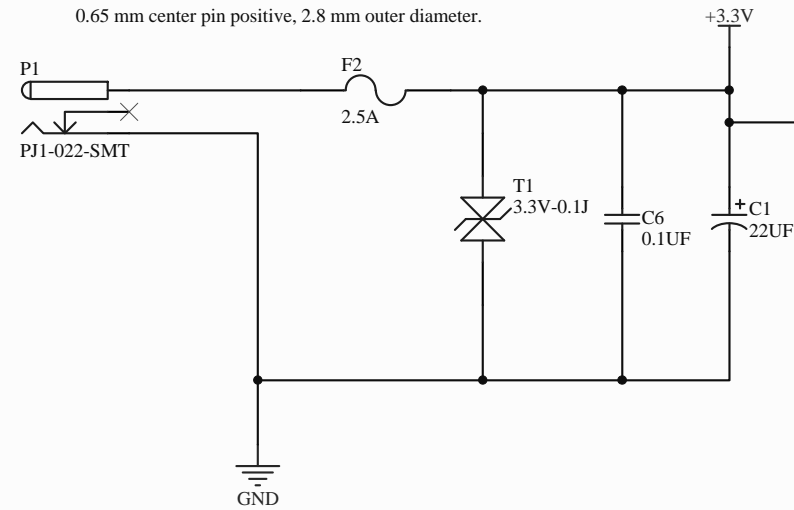 0.65 mm center pin positive, 2.8 mm outer diameter.
+3.3V
P1
F2
2.5A
PJ1-022-SMT
T1
3.3V-0.1J
C6
0.1UF
+
C1
22UF
GND